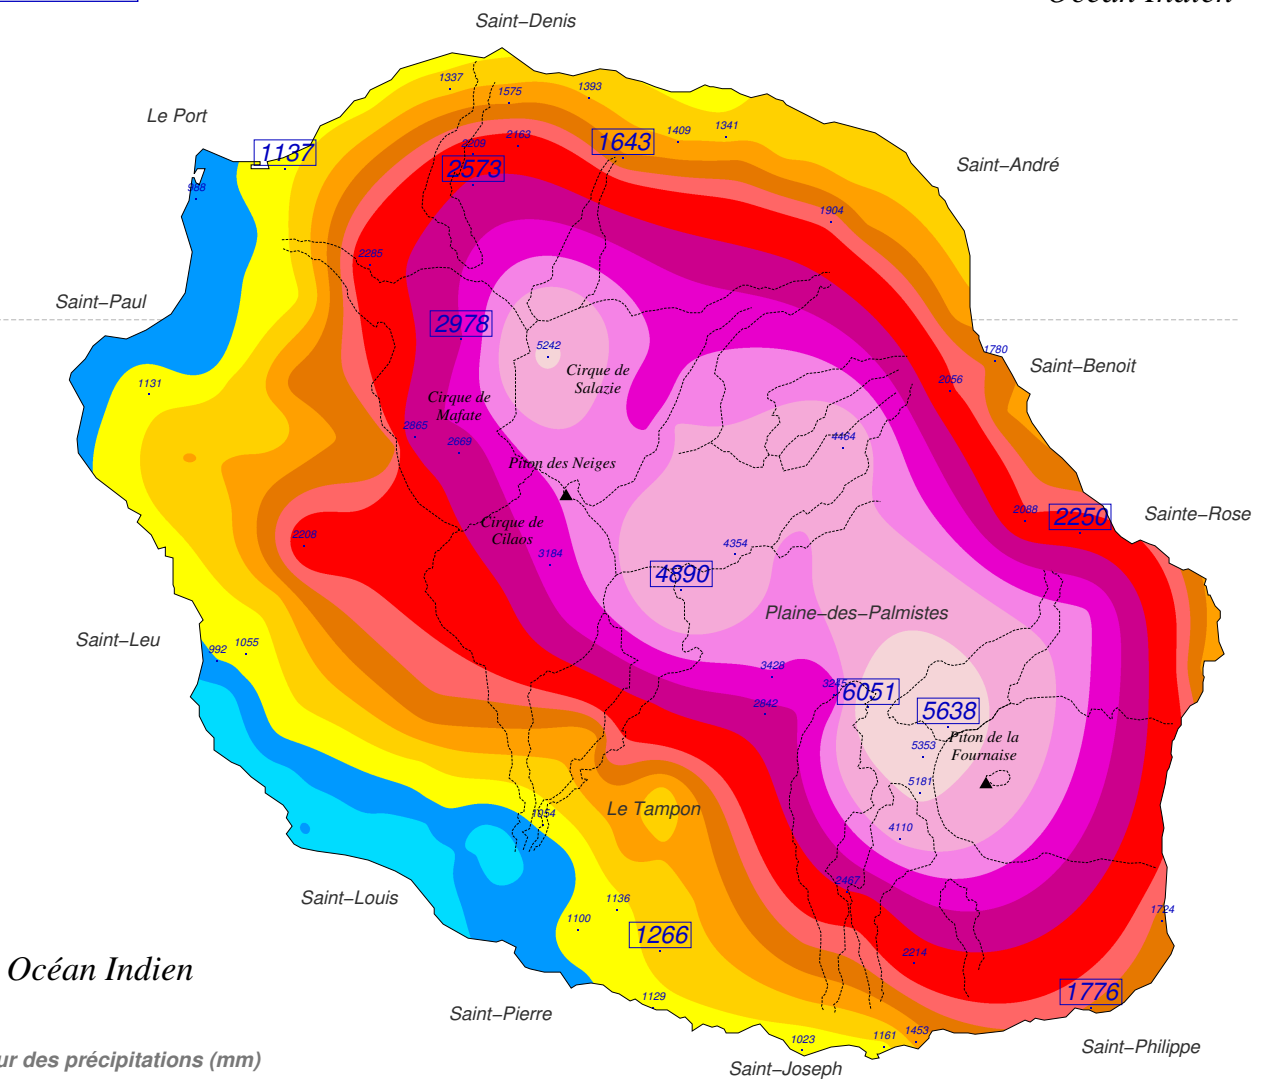 Saint–Denis
1337
1575
1393
Le Port
1137
2209
2163
1643
1409
1341
2573
Saint–André
1904
2285
Saint–Paul
2978
5242
Cirque de
Salazie
1780
Saint–Benoit
1131
2056
Cirque de
Mafate
2865
2669
4464
Piton des Neiges
2088
2250
Sainte–Rose
Cirque de
Cilaos
2208
3184
4354
4890
Plaine–des–Palmistes
Saint–Leu
992
1055
3428
3245
6051
2842
5638
Piton de la
Fournaise
5353
5181
1054
Le Tampon
4110
Saint–Louis
2467
1136
1100
1266
1724
2214
Océan Indien
1129
1776
Saint–Pierre
1023
1161
1453
Saint–Joseph
Saint–Philippe
ur des précipitations (mm)